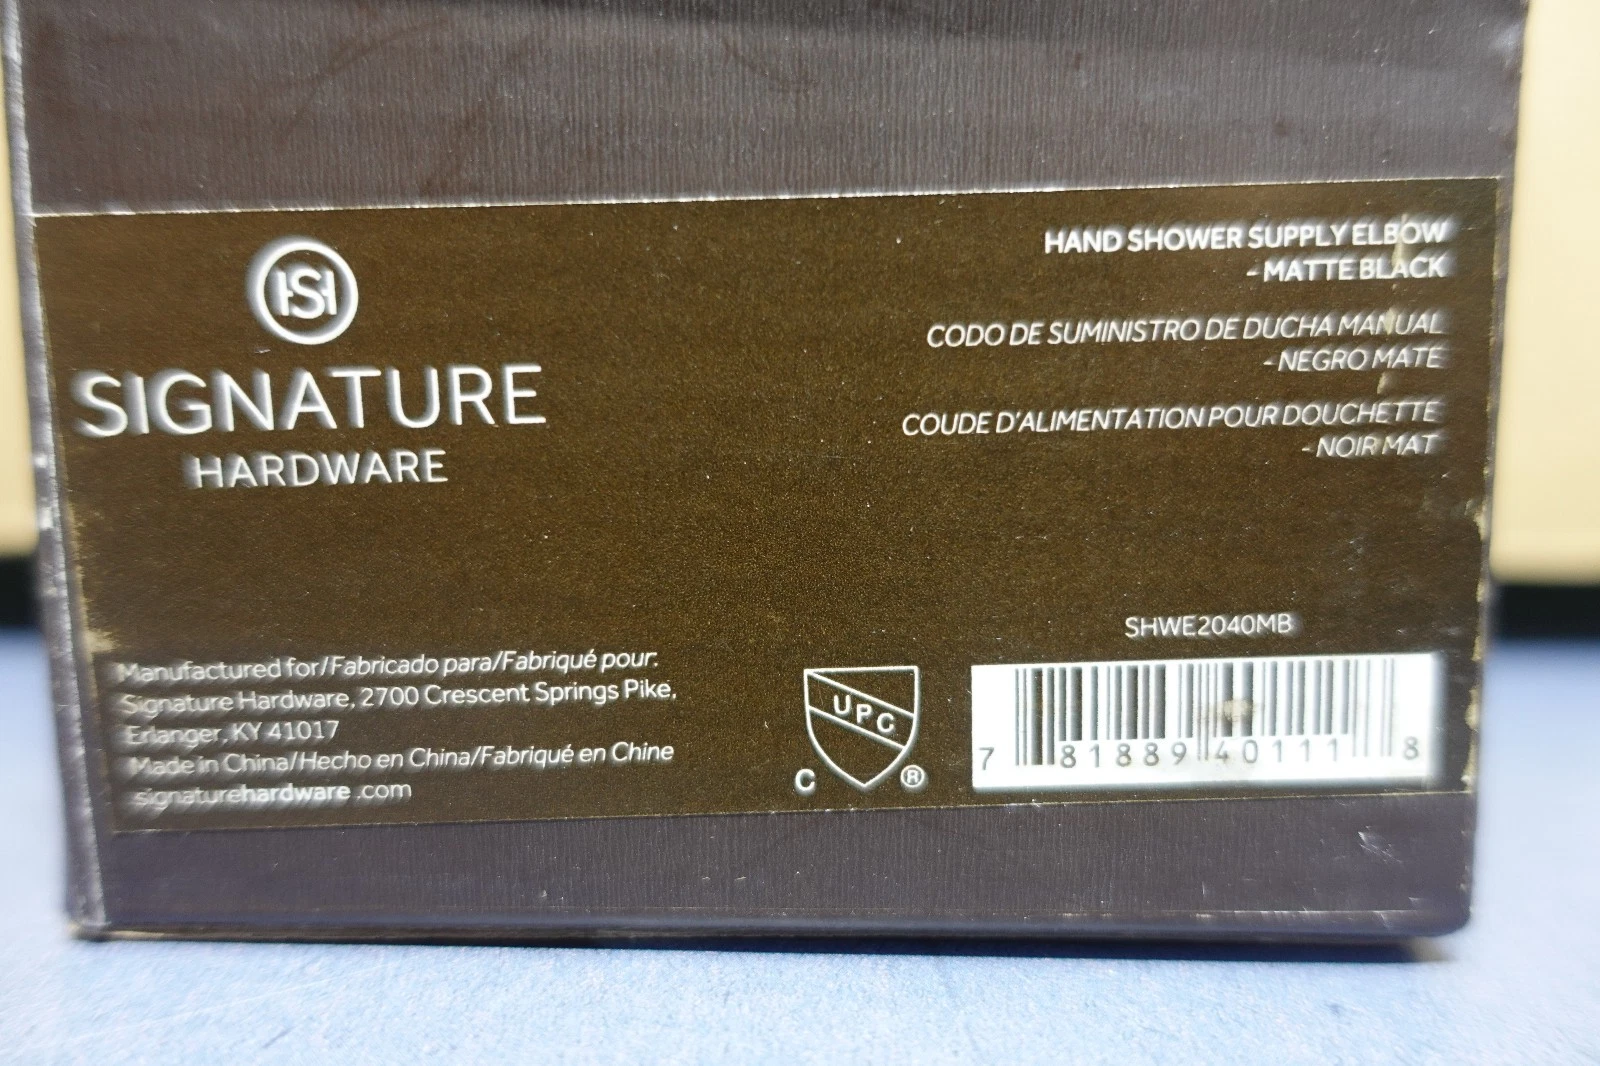 HSH
SIGNATURE
HARDWARE
HAND SHOWER SUPPLY ELBOW
- MATTE BLACK
CODO DE SUMINISTRO DE DUCHA MANUAL
- NEGRO MATE
COUDE D'ALIMENTATION POUR DOUCHETTE
- NOIR MAT
Manufactured for/Fabricado para/Fabriqué pour:
Signature Hardware, 2700 Crescent Springs Pike,
Erlanger, KY 41017
Made in China/Hecho en China/Fabriqué en Chine
signaturehardware .com
UPC
C ®
SHWE2040MB
7 81889 40111 8